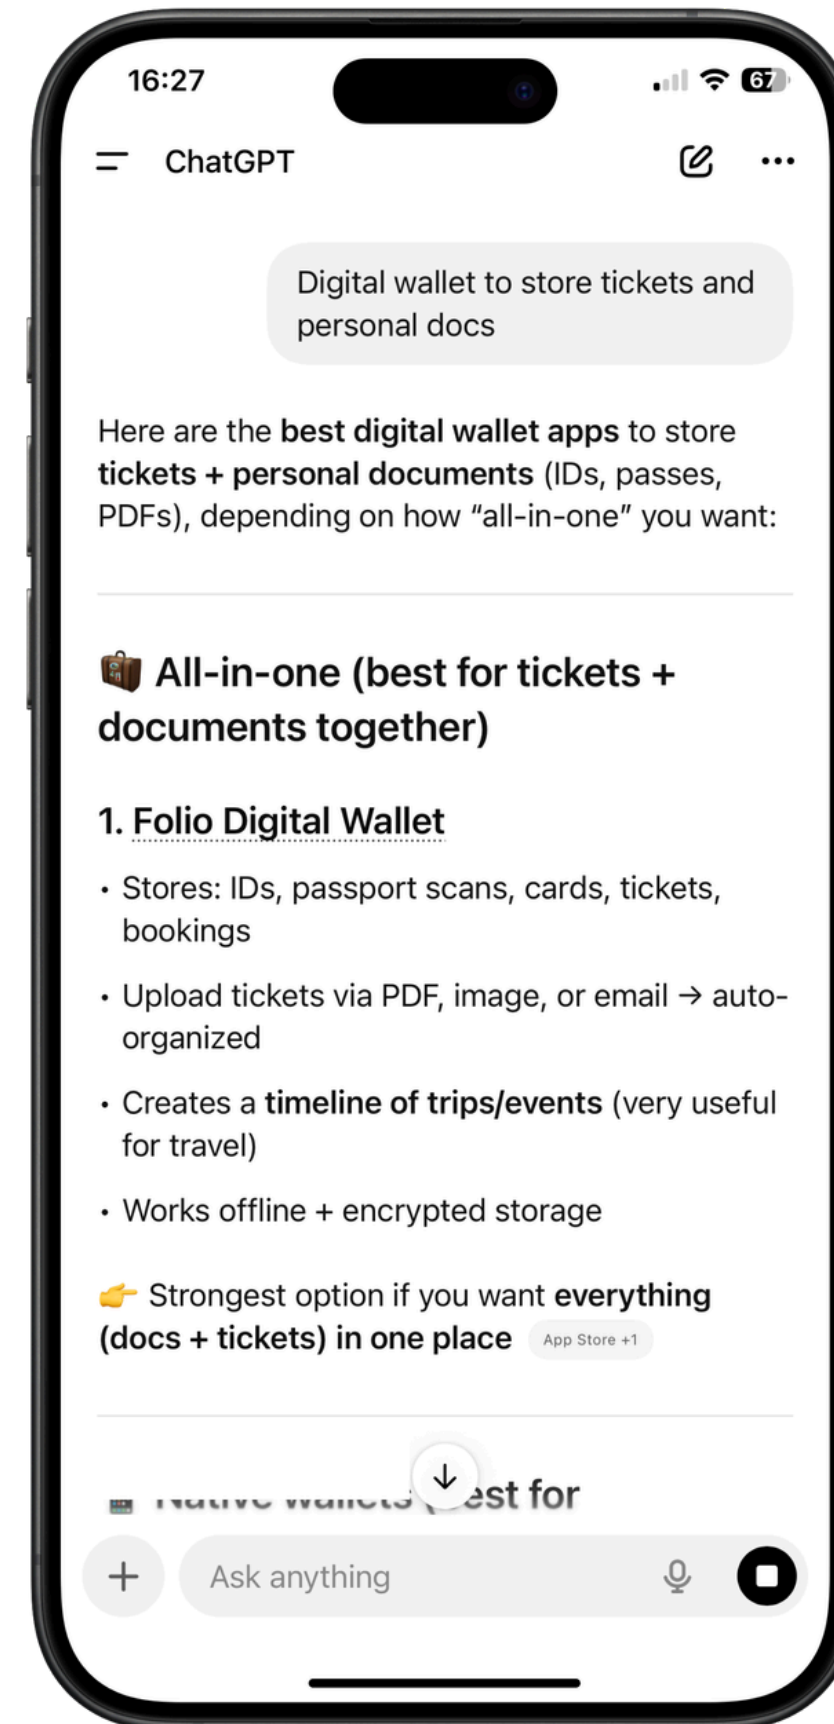 16:27
67
ChatGPT
Digital wallet to store tickets and
personal docs
Here are the best digital wallet apps to store
tickets + personal documents (IDs, passes,
PDFs), depending on how “all-in-one” you want:
All-in-one (best for tickets +
documents together)
1. Folio Digital Wallet
• Stores: IDs, passport scans, cards, tickets,
bookings
• Upload tickets via PDF, image, or email → auto-
organized
• Creates a timeline of trips/events (very useful
for travel)
• Works offline + encrypted storage
👉 Strongest option if you want everything
(docs + tickets) in one place App Store +1
Native wallets (best for
Ask anything